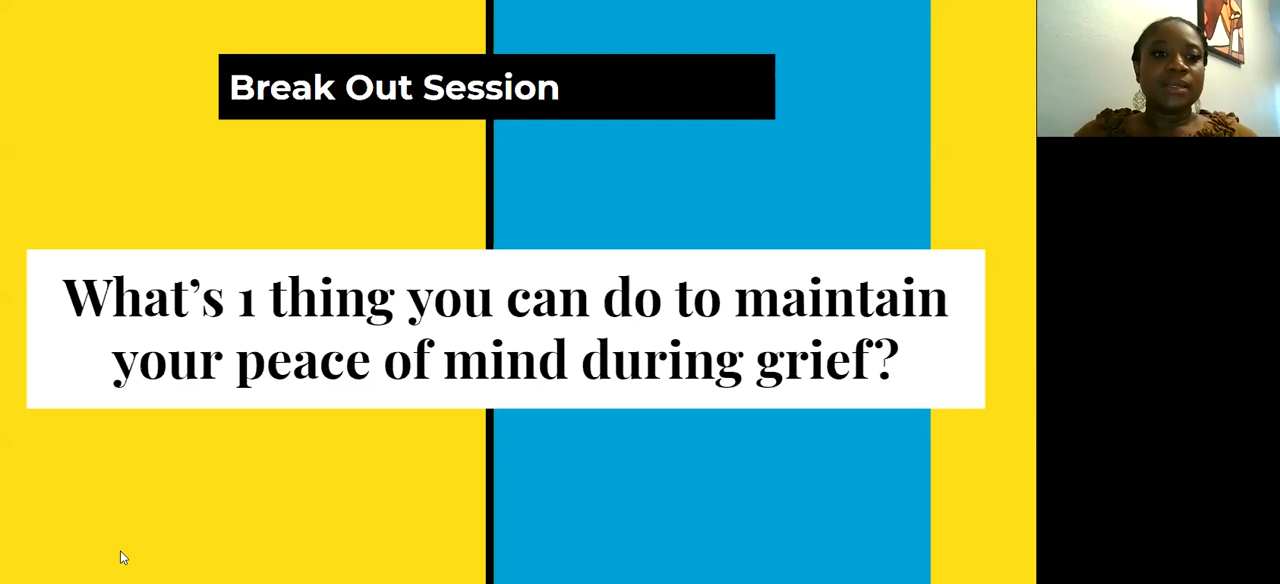 Break Out Session
What’s 1 thing you can do to maintain
your peace of mind during grief?